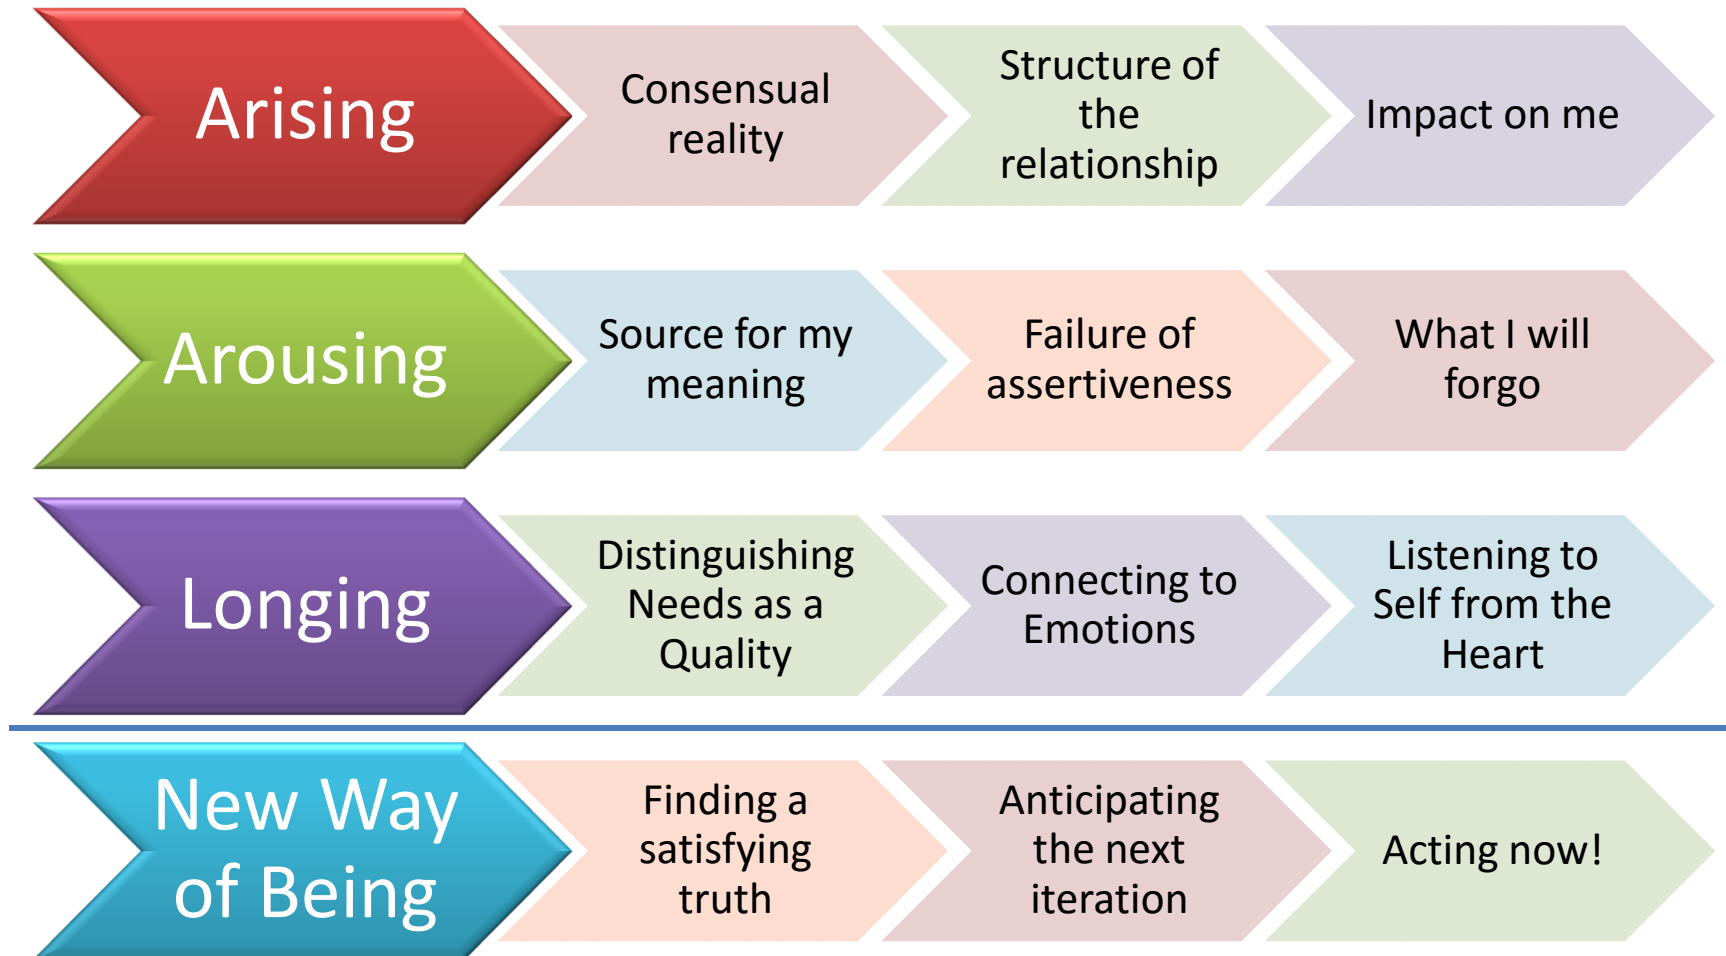 Arising
Consensual
reality
Structure of
the
relationship
Impact on me
Arousing
Source for my
meaning
Failure of
assertiveness
What I will
forgo
Longing
Distinguishing
Needs as a
Quality
Connecting to
Emotions
Listening to
Self from the
Heart
New Way
of Being
Finding a
satisfying
truth
Anticipating
the next
iteration
Acting now!